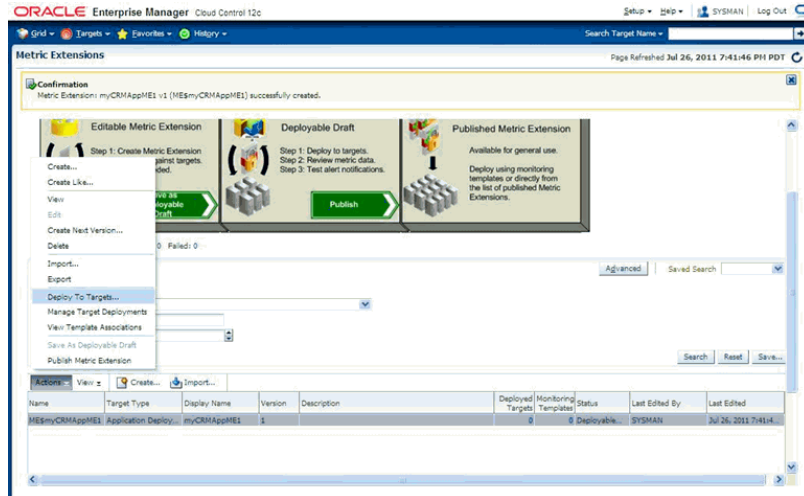 ORACLE Enterprise Manager Cloud Control 12c
Setup Help SYSMAN Log Out
Grid Targets Favorites History Search Target Name
Metric Extensions
Page Refreshed Jul 26, 2011 7:41:46 PM PDT
Confirmation
Metric Extension: myCRMAppME1 v1 (ME$myCRMAppME1) successfully created.
Editable Metric Extension
Step 1: Create Metric Extension
Deployable Draft
Step 1: Deploy to targets.
Step 2: Review metric data.
Step 3: Test alert notifications.
Publish
Published Metric Extension
Available for general use.
Deploy using monitoring
templates or directly from
the list of published Metric
Extensions.
Create...
Create Like...
View
Edit
Create Next Version...
Delete
Import...
Export
Deploy To Targets...
Manage Target Deployments
View Template Associations
Save As Deployable Draft
Publish Metric Extension
0 Failed: 0
Advanced Saved Search
Search Reset Save...
Actions View Create... Import...
Name Target Type Display Name Version Description Deployed Targets Monitoring Templates Status Last Edited By Last Edited
ME$myCRMAppME1 Application Deploy... myCRMAppME1 1 0 0 Deployable... SYSMAN Jul 26, 2011 7:41:4...